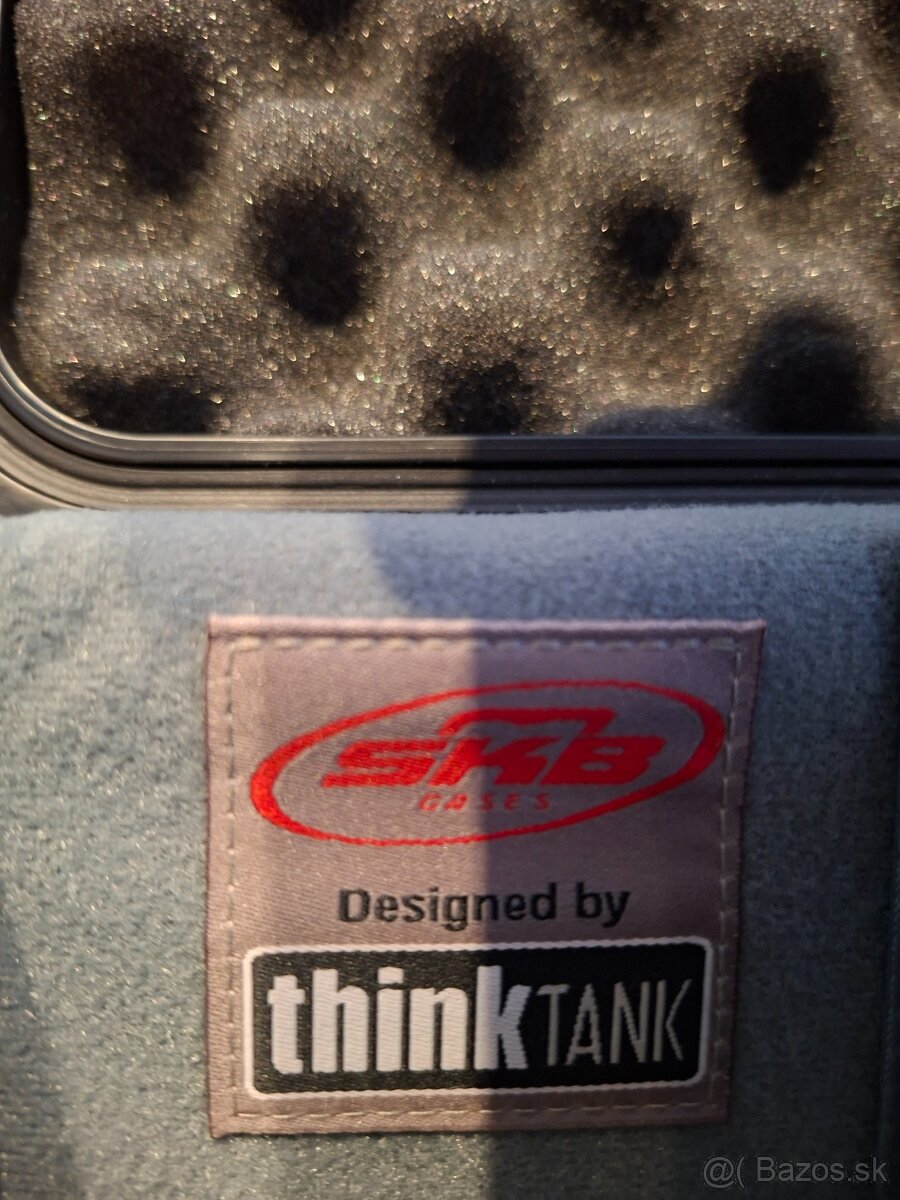 SKB
CASES
Designed by
thinkTANK
@( Bazos.sk